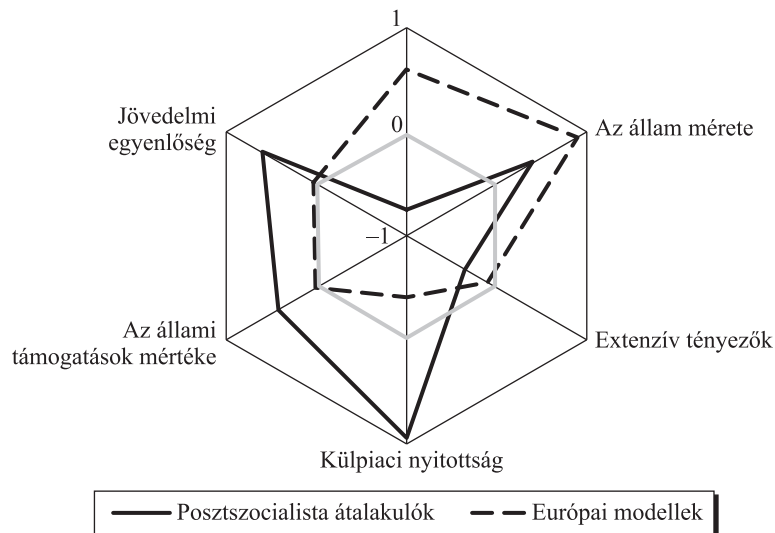 1
Jövedelmi
egyenlőség
0
Az állam mérete
–1
Az állami
támogatások mértéke
Extenzív tényezők
Külpiaci nyitottság
Posztszocialista átalakulók
Európai modellek